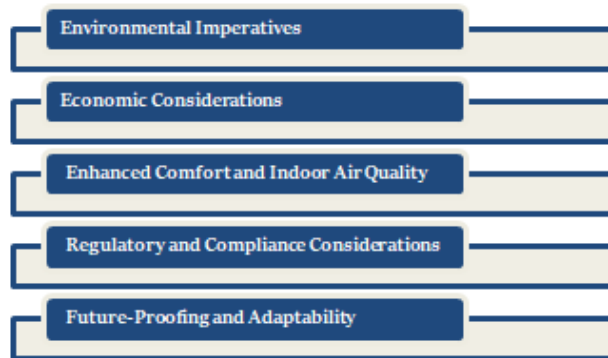 Environmental Imperatives
Economic Considerations
Enhanced Comfort and Indoor Air Quality
Regulatory and Compliance Considerations
Future-Proofing and Adaptability